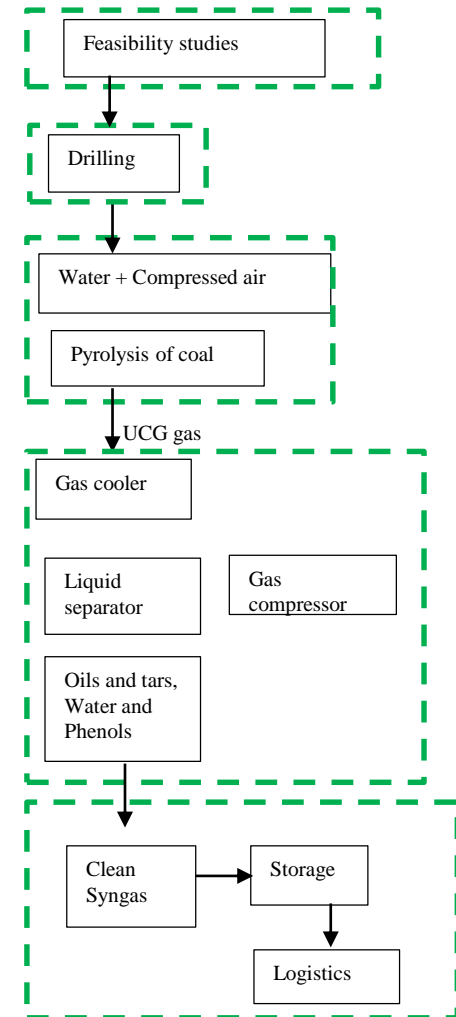 Feasibility studies
Drilling
Water + Compressed air
Pyrolysis of coal
UCG gas
Gas cooler
Liquid
separator
Gas
compressor
Oils and tars,
Water and
Phenols
Clean
Syngas
Storage
Logistics